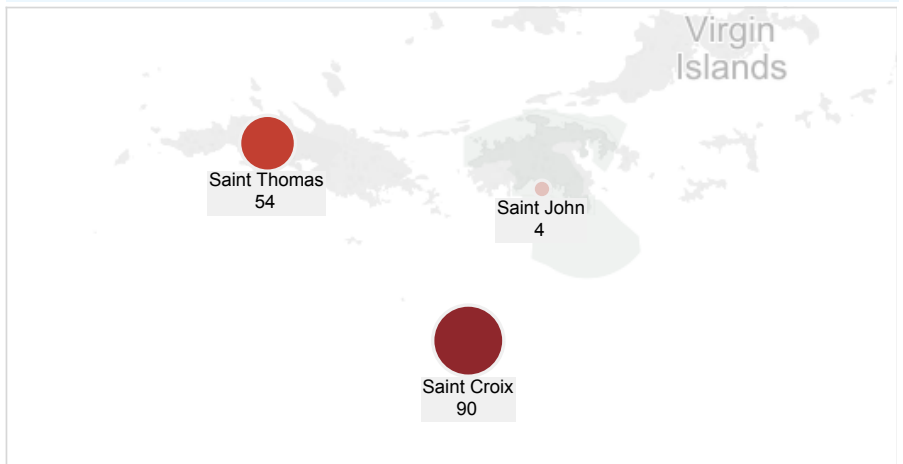 Virgin
Islands
Saint Thomas
54
Saint John
4
Saint Croix
90